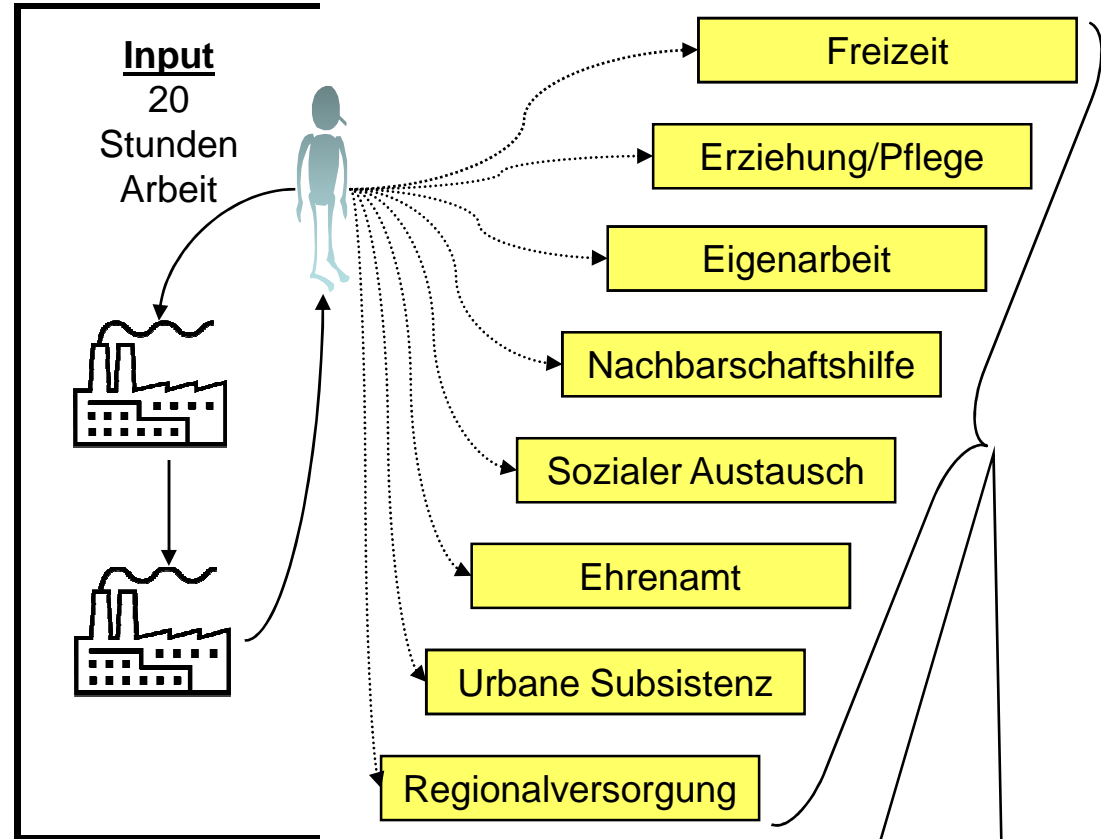 Input
20
Stunden
Arbeit
Freizeit
Erziehung/Pflege
Eigenarbeit
Nachbarschaftshilfe
Sozialer Austausch
Ehrenamt
Urbane Subsistenz
Regionalversorgung